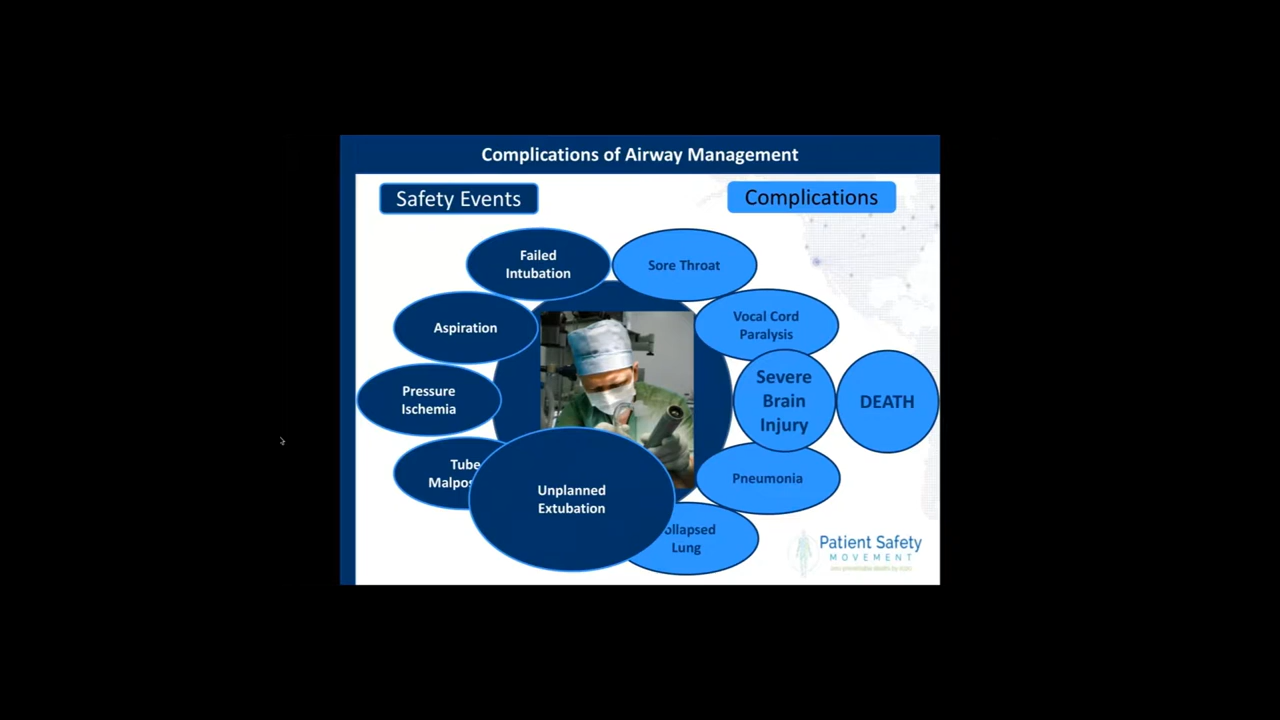 Complications of Airway Management
Safety Events
Complications
Failed
Intubation
Sore Throat
Aspiration
Vocal Cord
Paralysis
Pressure
Ischemia
Severe
Brain
Injury
DEATH
Tube
Malpos
Unplanned
Extubation
Pneumonia
ollapsed
Lung
Patient Safety
MOVEMENT